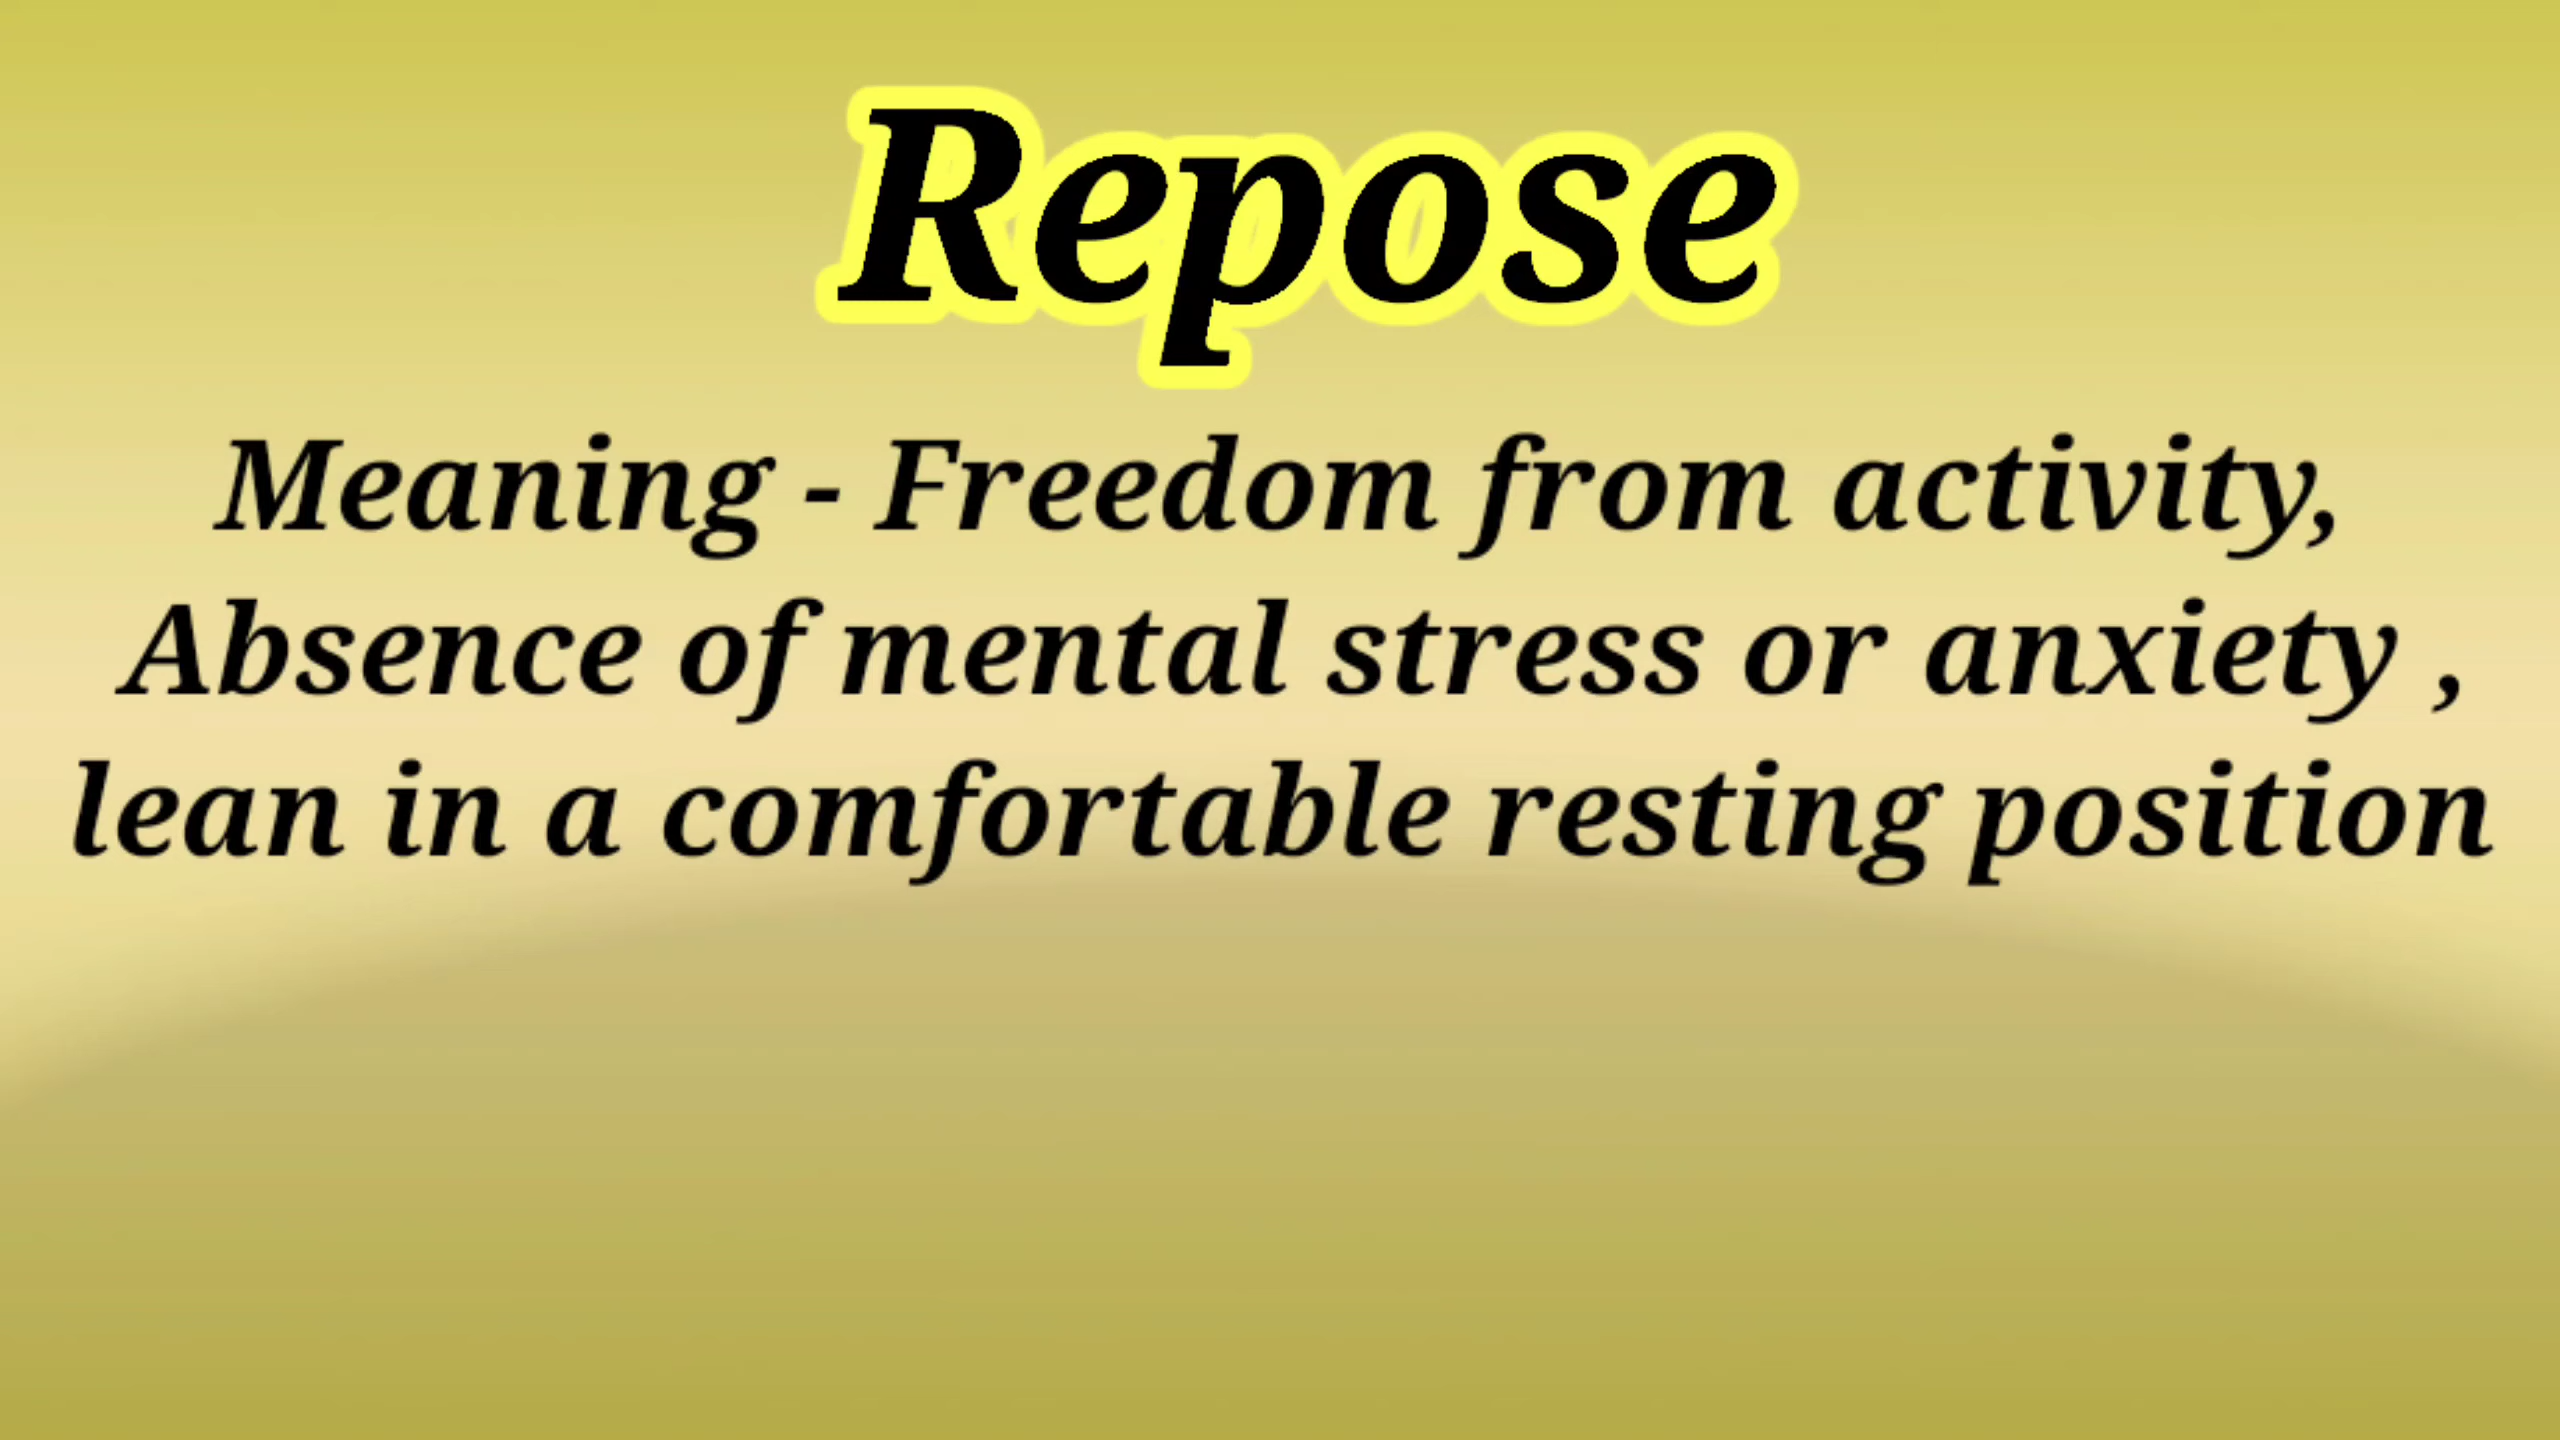 Repose
Meaning - Freedom from activity,
Absence of mental stress or anxiety ,
lean in a comfortable resting position